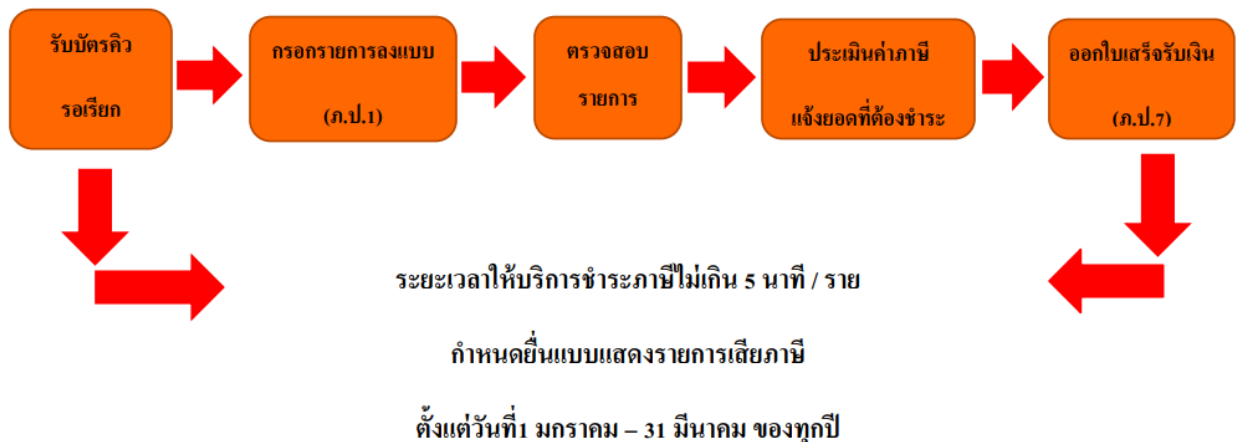 รับบัตรคิว
รอเรียก
กรอกรายการลงแบบ
(ภ.ป.1)
ตรวจสอบ
รายการ
ประเมินค่าภาษี
แจ้งยอดที่ต้องชำระ
ออกใบเสร็จรับเงิน
(ภ.ป.7)
ระยะเวลาให้บริการชำระภาษีไม่เกิน 5 นาที / ราย
กำหนดยื่นแบบแสดงรายการเสียภาษี
ตั้งแต่วันที่1 มกราคม – 31 มีนาคม ของทุกปี